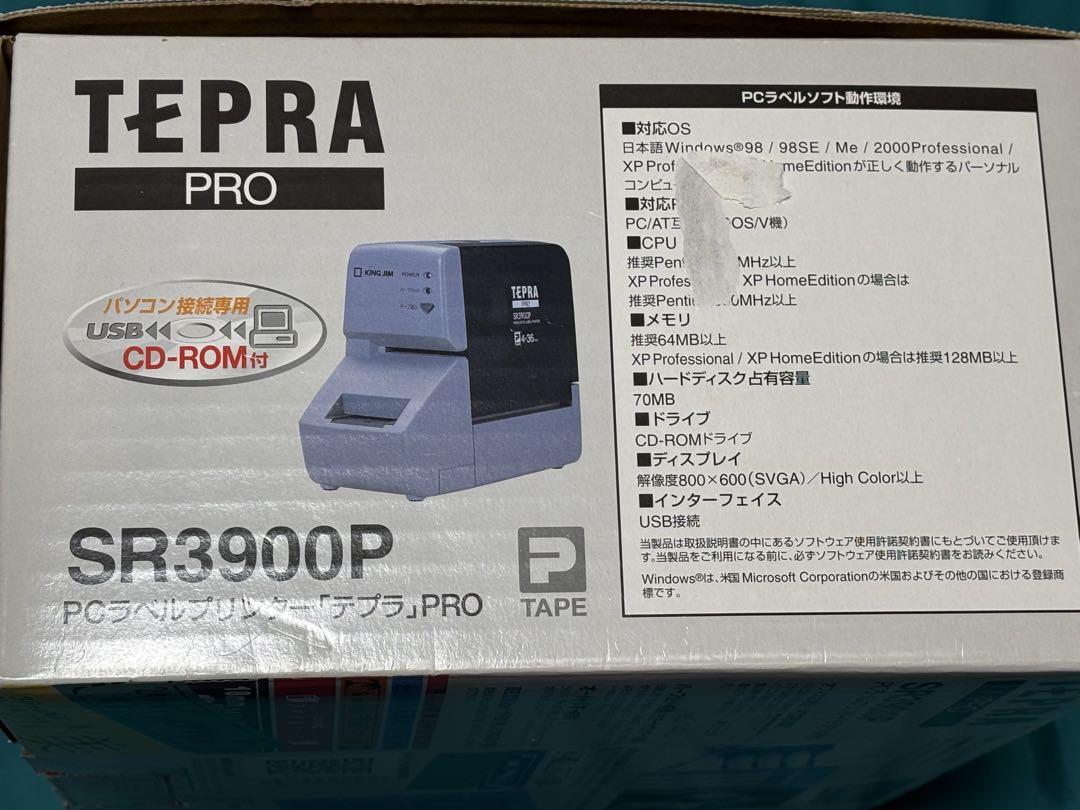 TEPRA
PRO
パソコン接続専用
USB
CD-ROM付
KING JIM
POWER
ハーフカット
テープ送り
TEPRA
PRO
SR3900P
4-36
SR3900P
PCラベルプリンター「テプラ」PRO
P
TAPE
PCラベルソフト動作環境
■対応OS
日本語Windows®98 / 98SE / Me / 2000Professional /
XP Prof meEditionが正しく動作するパーソナル
コンピュ
■対応
PC/AT互 OS/V機）
■CPU
推奨Pen MHz以上
XP Profes XP HomeEditionの場合は
推奨Penti 0MHz以上
■メモリ
推奨64MB以上
XP Professional / XP HomeEditionの場合は推奨128MB以上
■ハードディスク占有容量
70MB
■ドライブ
CD-ROMドライブ
■ディスプレイ
解像度800×600（SVGA）／High Color以上
■インターフェイス
USB接続
当製品は取扱説明書の中にあるソフトウェア使用許諾契約書にもとづいてご使用頂けま
す。当製品をご利用になる前に、必ずソフトウェア使用許諾契約書をお読みください。
Windows®は、米国 Microsoft Corporationの米国およびその他の国における登録商
標です。